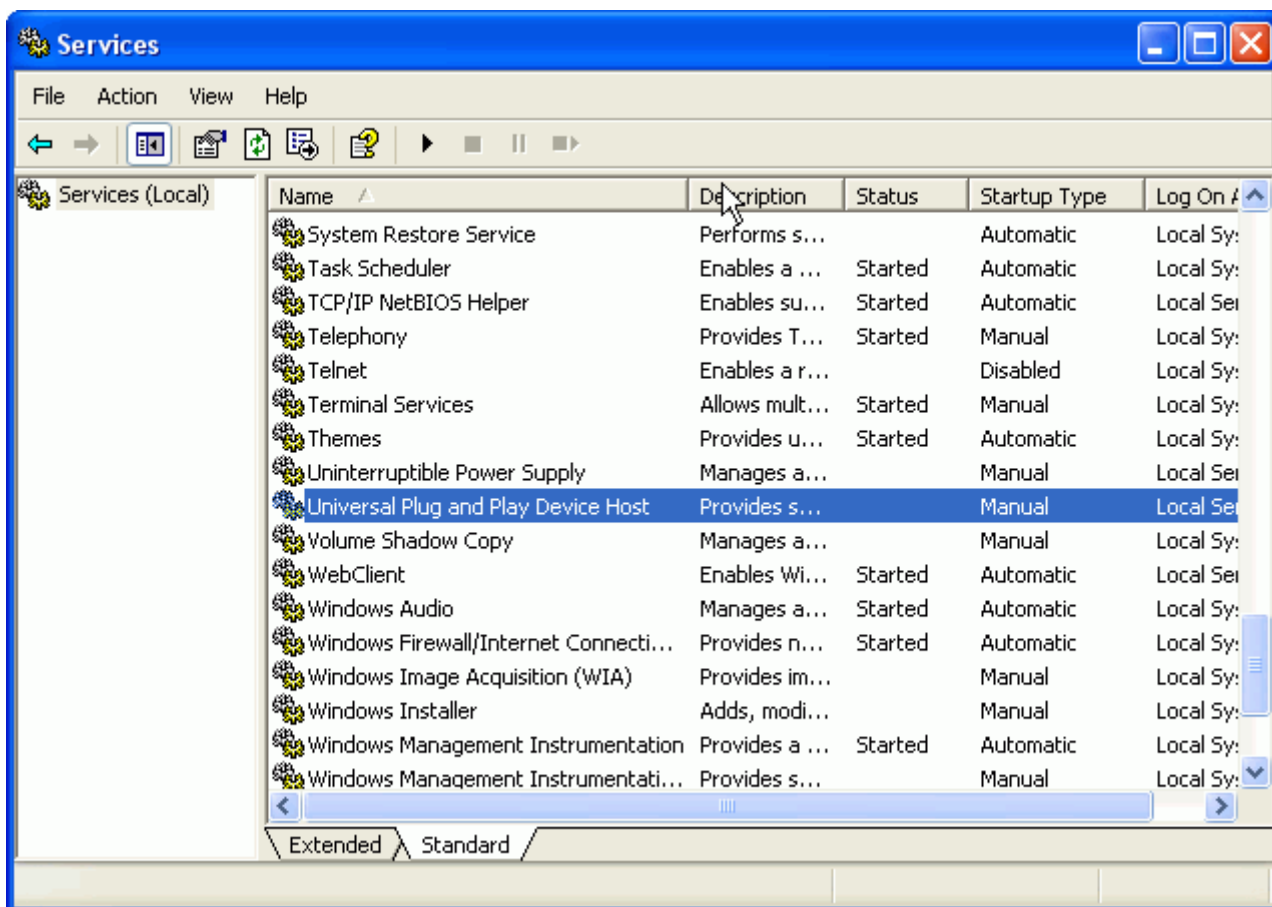 Services
File Action View Help
Services (Local)
Name Description Status Startup Type Log On A
System Restore Service Performs s... Automatic Local Sys
Task Scheduler Enables a ... Started Automatic Local Sys
TCP/IP NetBIOS Helper Enables su... Started Automatic Local Ser
Telephony Provides T... Started Manual Local Sys
Telnet Enables a r... Disabled Local Sys
Terminal Services Allows mult... Started Manual Local Sys
Themes Provides u... Started Automatic Local Sys
Uninterruptible Power Supply Manages a... Manual Local Ser
Universal Plug and Play Device Host Provides s... Manual Local Ser
Volume Shadow Copy Manages a... Manual Local Sys
WebClient Enables Wi... Started Automatic Local Ser
Windows Audio Manages a... Started Automatic Local Sys
Windows Firewall/Internet Connecti... Provides n... Started Automatic Local Sys
Windows Image Acquisition (WIA) Provides im... Manual Local Sys
Windows Installer Adds, modi... Manual Local Sys
Windows Management Instrumentation Provides a ... Started Automatic Local Sys
Windows Management Instrumentati... Provides s... Manual Local Sys
Extended Standard